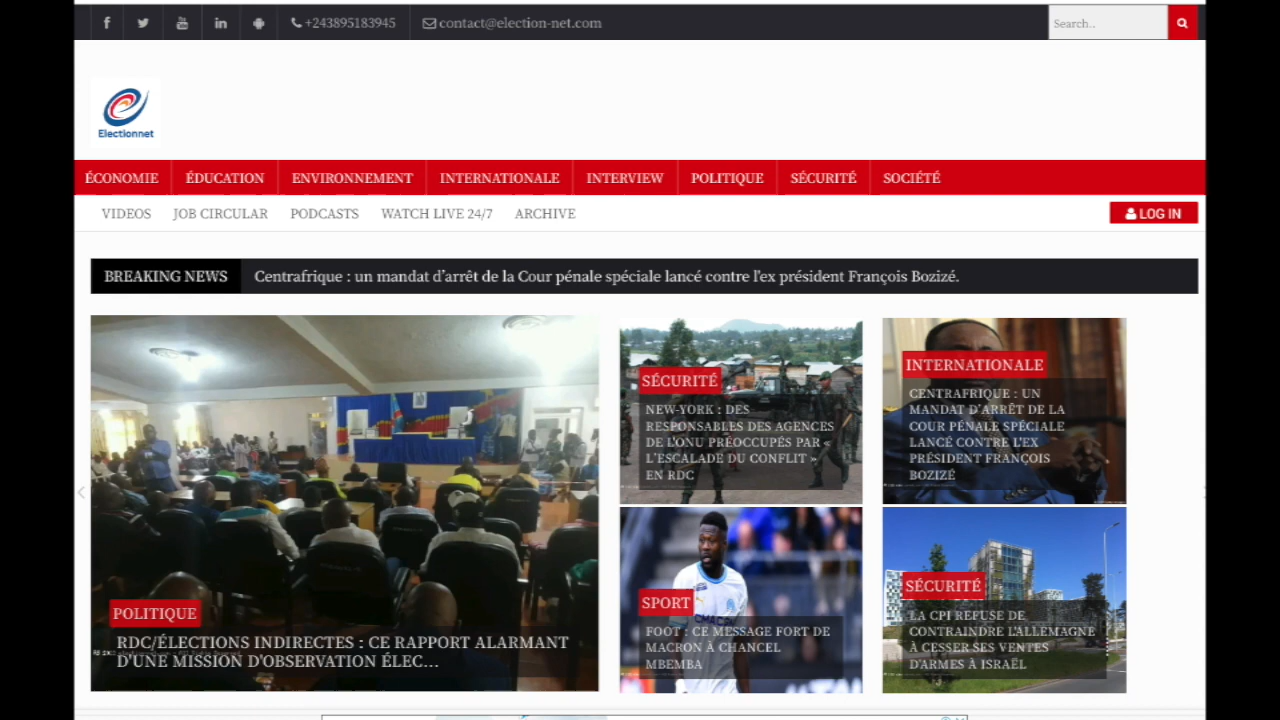 +243895183945
contact@election-net.com
Search..
Electionnet
ÉCONOMIE
ÉDUCATION
ENVIRONNEMENT
INTERNATIONALE
INTERVIEW
POLITIQUE
SÉCURITÉ
SOCIÉTÉ
VIDEOS
JOB CIRCULAR
PODCASTS
WATCH LIVE 24/7
ARCHIVE
LOG IN
BREAKING NEWS
Centrafrique : un mandat d'arrêt de la Cour pénale spéciale lancé contre l'ex président François Bozizé.
POLITIQUE
RDC/ÉLECTIONS INDIRECTES : CE RAPPORT ALARMANT
D'UNE MISSION D'OBSERVATION ÉLEC...
SÉCURITÉ
NEW-YORK : DES
RESPONSABLES DES AGENCES
DE L'ONU PRÉOCCUPÉS PAR «
L'ESCALADE DU CONFLIT »
EN RDC
INTERNATIONALE
CENTRAFRIQUE : UN
MANDAT D'ARRÊT DE LA
COUR PÉNALE SPÉCIALE
LANCÉ CONTRE L'EX
PRÉSIDENT FRANÇOIS
BOZIZÉ
SPORT
FOOT : CE MESSAGE FORT DE
MACRON À CHANCEL
MBEMBA
SÉCURITÉ
LA CPI REFUSE DE
CONTRAINDRE L'ALLEMAGNE
À CESSER SES VENTES
D'ARMES À ISRAËL